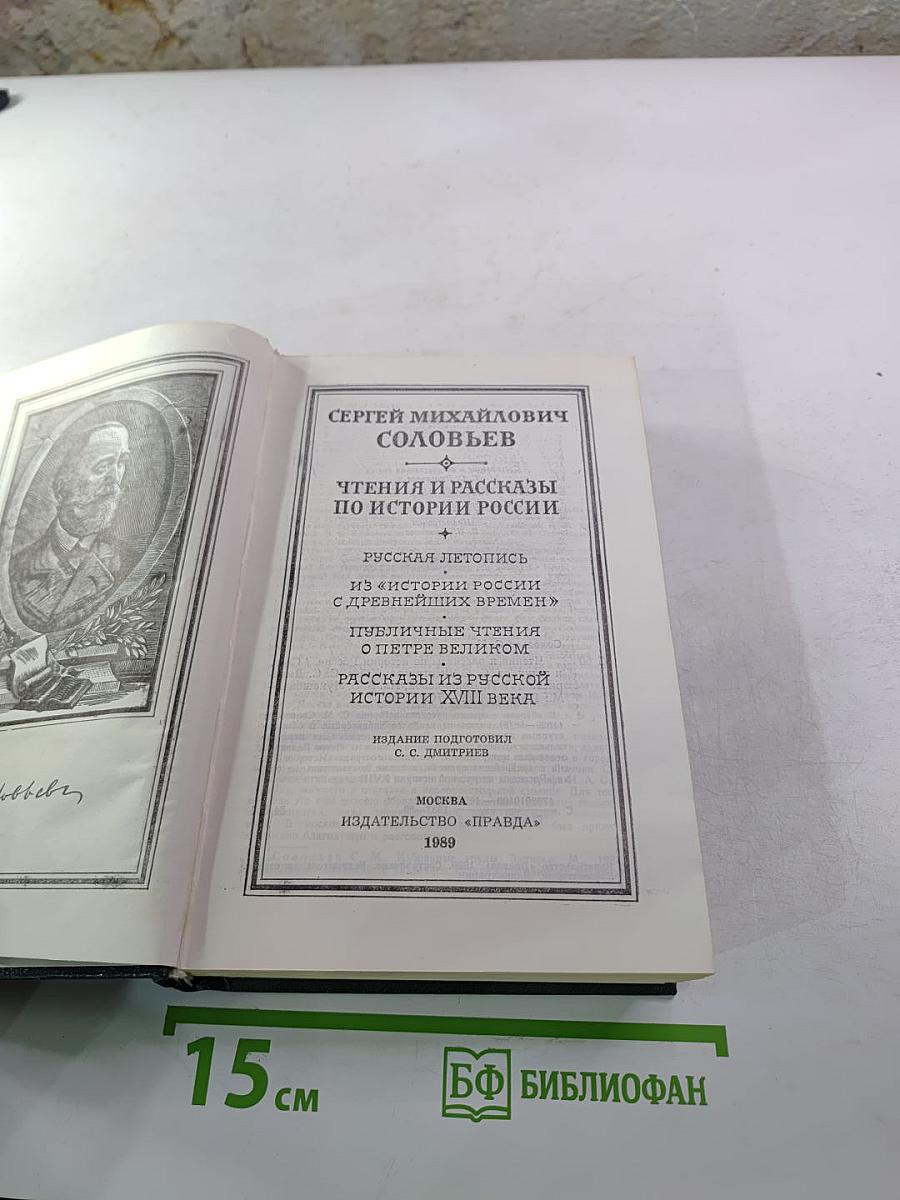 СЕРГЕЙ МИХАЙЛОВИЧ
СОЛОВЬЕВ
ЧТЕНИЯ И РАССКАЗЫ
ПО ИСТОРИИ РОССИИ
РУССКАЯ ЛЕТОПИСЬ
ИЗ «ИСТОРИИ РОССИИ
С ДРЕВНЕЙШИХ ВРЕМЕН»
ПУБЛИЧНЫЕ ЧТЕНИЯ
О ПЕТРЕ ВЕЛИКОМ
РАССКАЗЫ ИЗ РУССКОЙ
ИСТОРИИ XVIII ВЕКА
ИЗДАНИЕ ПОДГОТОВИЛ
С. С. ДМИТРИЕВ
МОСКВА
ИЗДАТЕЛЬСТВО «ПРАВДА»
1989
15 см
БФ БИБЛИОФАН